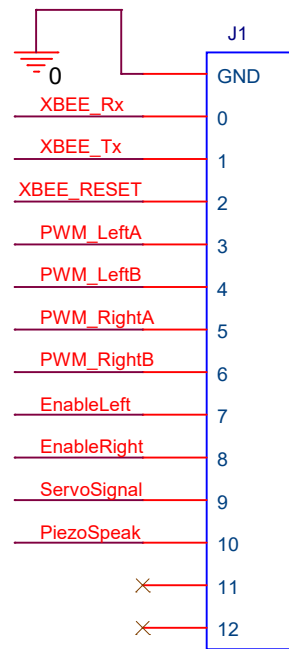 J1
0
GND
XBEE_Rx
0
XBEE_Tx
1
XBEE_RESET
2
PWM_LeftA
3
PWM_LeftB
4
PWM_RightA
5
PWM_RightB
6
EnableLeft
7
EnableRight
8
ServoSignal
9
PiezoSpeak
10
11
12